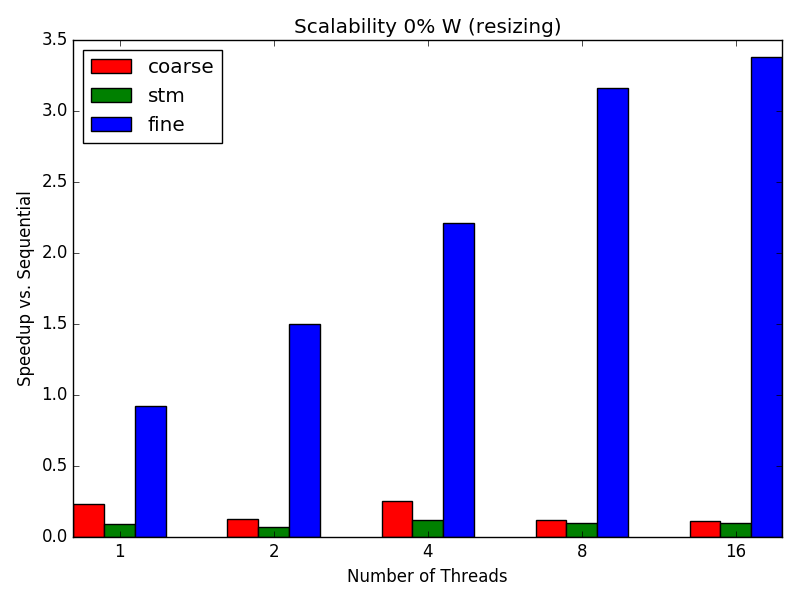 Scalability 0% W (resizing)
3.5
3.0
2.5
2.0
1.5
1.0
0.5
0.0
Speedup vs. Sequential
coarse
stm
fine
1 2 4 8 16
Number of Threads